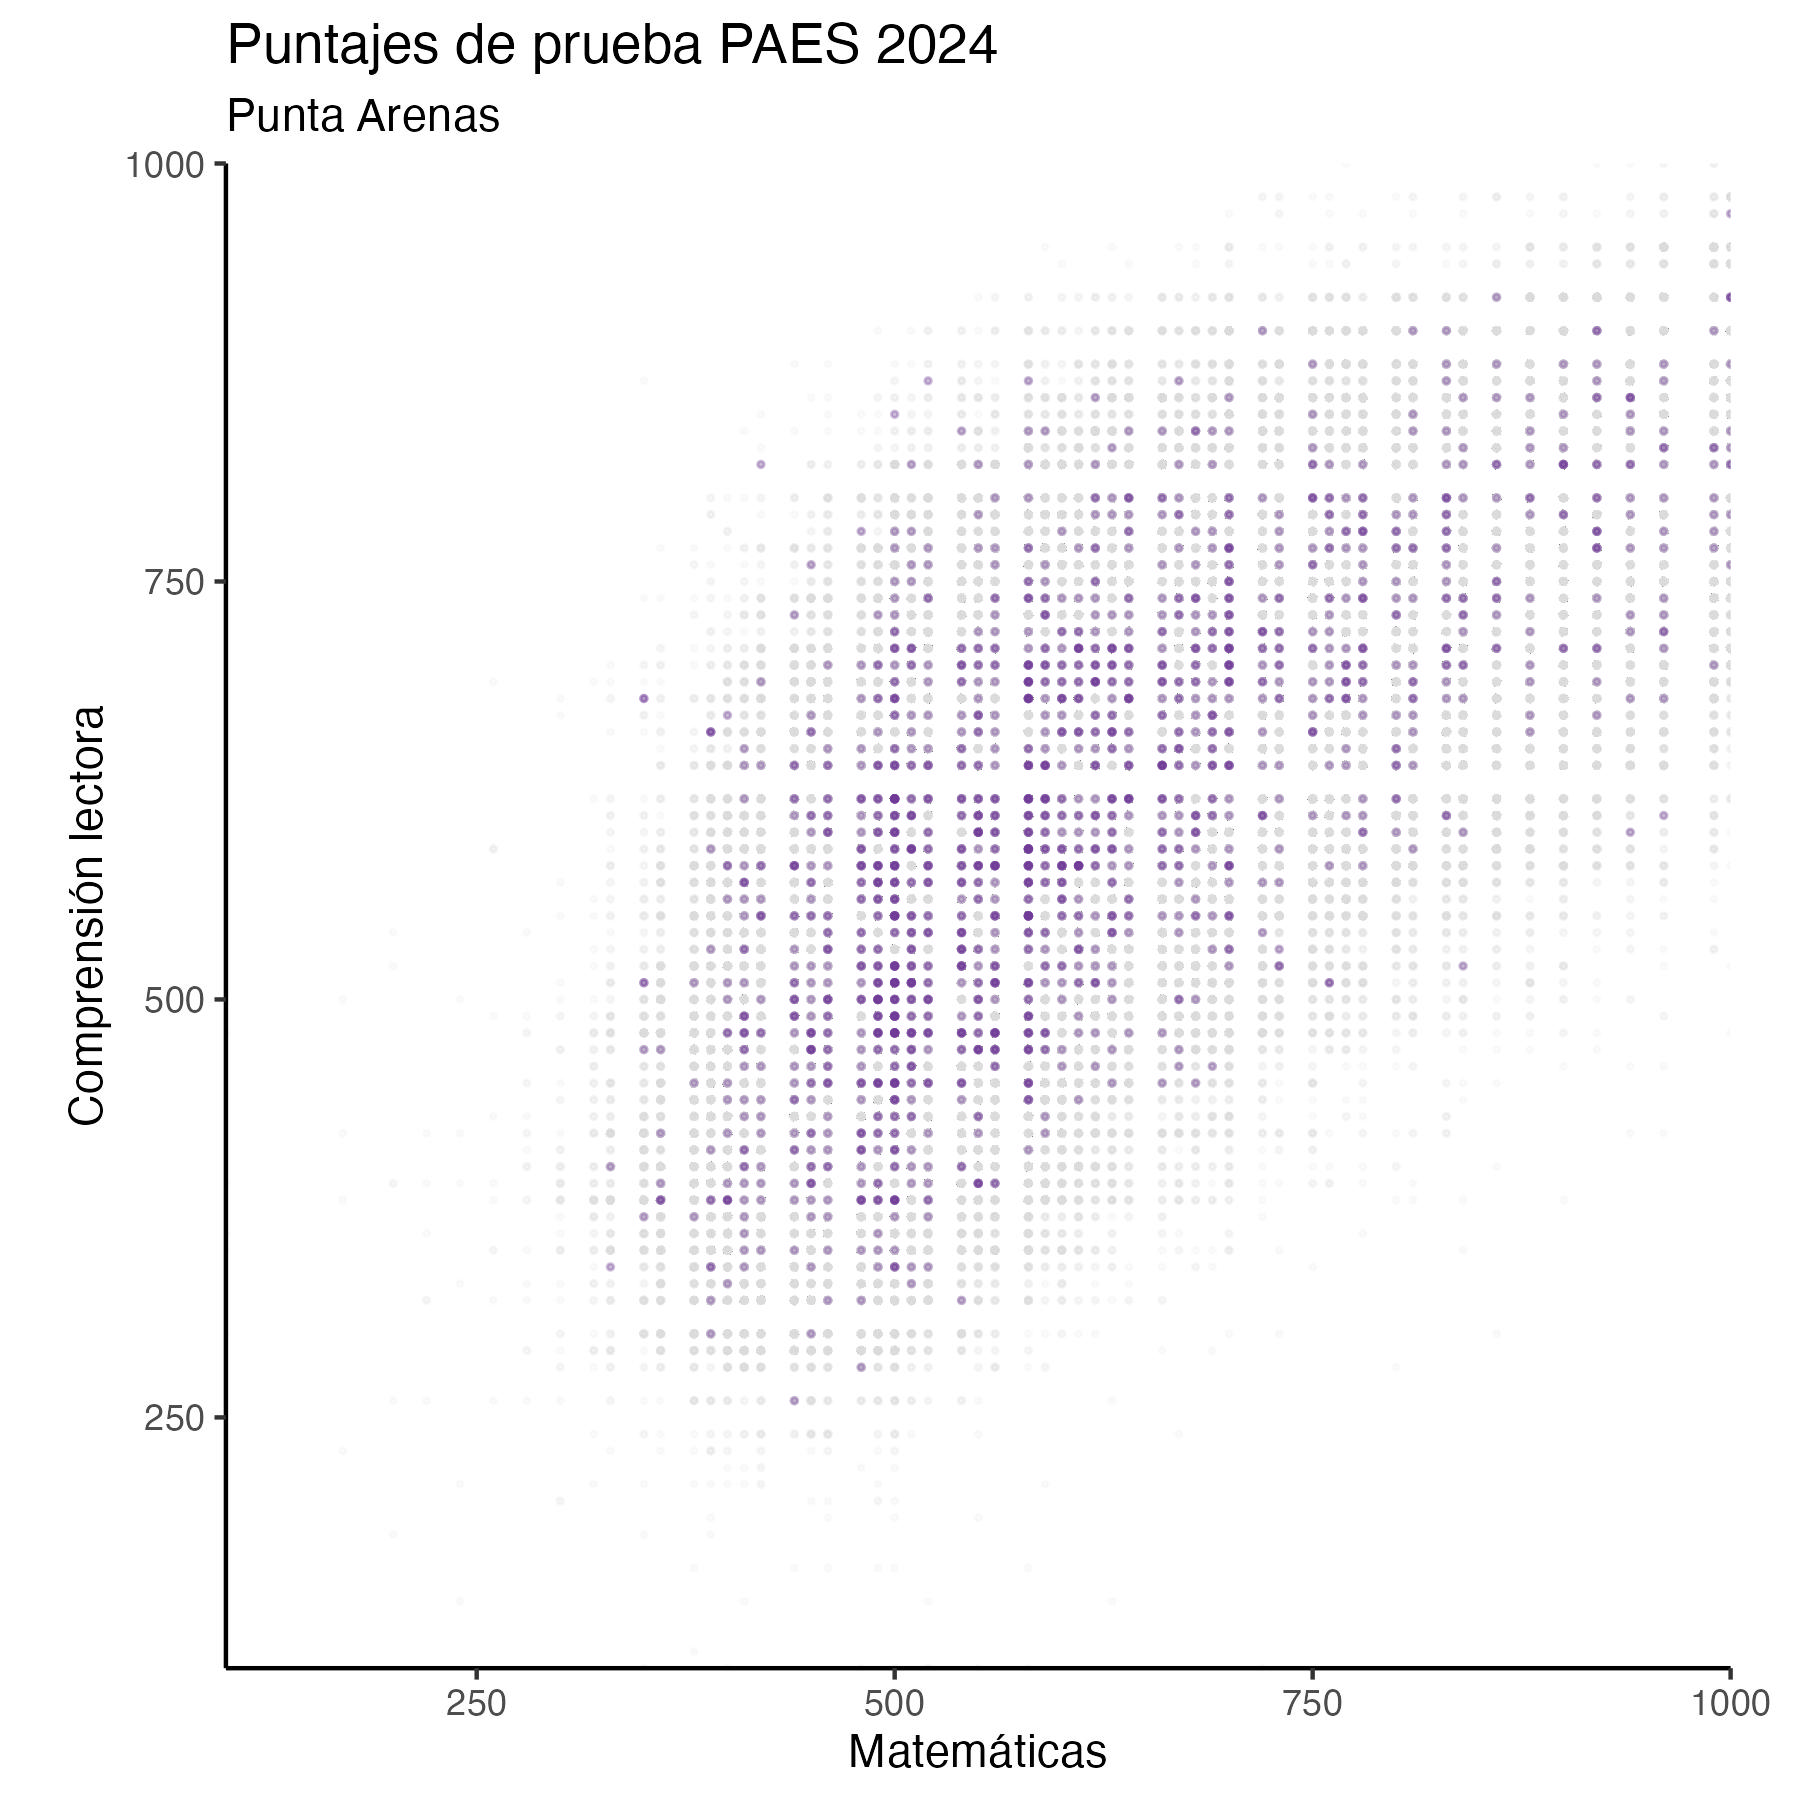 Puntajes de prueba PAES 2024
Punta Arenas
1000
750
500
250
Comprensión lectora
250 500 750 1000
Matemáticas